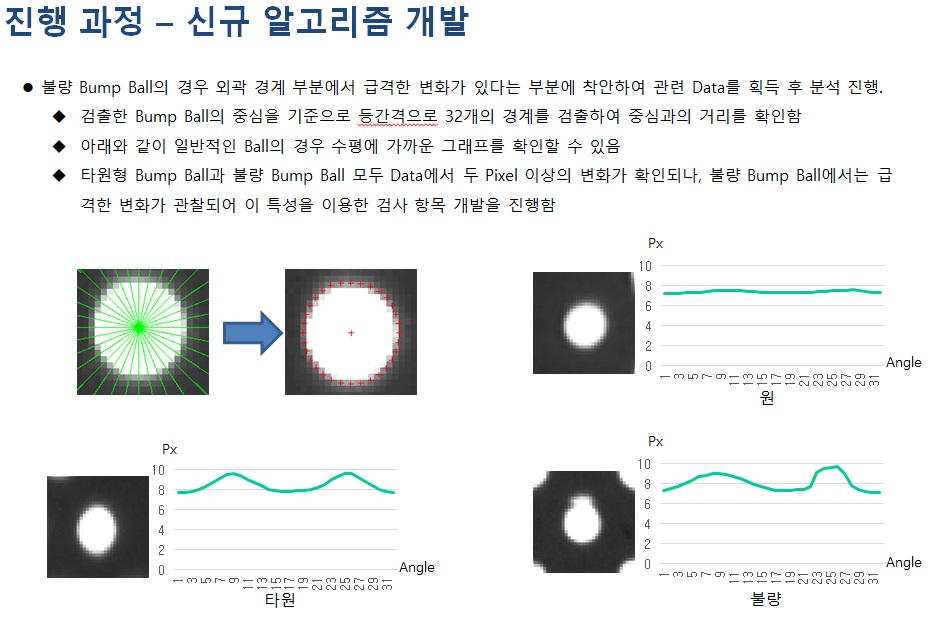 진행 과정 – 신규 알고리즘 개발
● 불량 Bump Ball의 경우 외곽 경계 부분에서 급격한 변화가 있다는 부분에 착안하여 관련 Data를 획득 후 분석 진행.
◆ 검출한 Bump Ball의 중심을 기준으로 등간격으로 32개의 경계를 검출하여 중심과의 거리를 확인함
◆ 아래와 같이 일반적인 Ball의 경우 수평에 가까운 그래프를 확인할 수 있음
◆ 타원형 Bump Ball과 불량 Bump Ball 모두 Data에서 두 Pixel 이상의 변화가 확인되나, 불량 Bump Ball에서는 급
격한 변화가 관찰되어 이 특성을 이용한 검사 항목 개발을 진행함
Px
10
8
6
4
2
0
Angle
1 3 5 7 9 11 13 15 17 19 21 23 25 27 29 31
원
Px
10
8
6
4
2
0
Angle
1 3 5 7 9 11 13 15 17 19 21 23 25 27 29 31
타원
Px
10
8
6
4
2
0
Angle
1 3 5 7 9 11 13 15 17 19 21 23 25 27 29 31
불량